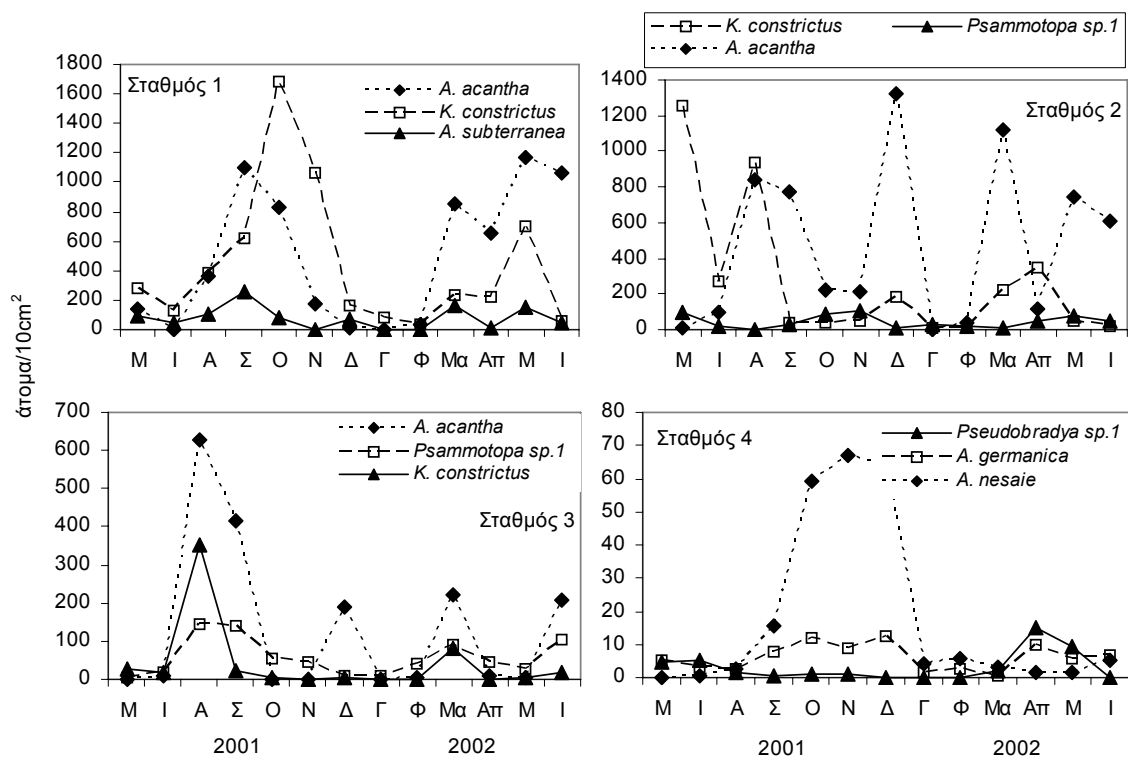 K. constrictus Psammotopa sp.1
A. acantha
Σταθμός 1
A. acantha
K. constrictus
A. subterranea
1800
1600
1400
1200
1000
800
600
400
200
0
Μ Ι Α Σ Ο Ν Δ Γ Φ Μα Απ Μ Ι
Σταθμός 2
1400
1200
1000
800
600
400
200
0
Μ Ι Α Σ Ο Ν Δ Γ Φ Μα Απ Μ Ι
άτομα/10cm²
Σταθμός 3
A. acantha
Psammotopa sp.1
K. constrictus
700
600
500
400
300
200
100
0
Μ Ι Α Σ Ο Ν Δ Γ Φ Μα Απ Μ Ι
2001 2002
Σταθμός 4
Pseudobradya sp.1
A. germanica
A. nesaie
80
70
60
50
40
30
20
10
0
Μ Ι Α Σ Ο Ν Δ Γ Φ Μα Απ Μ Ι
2001 2002